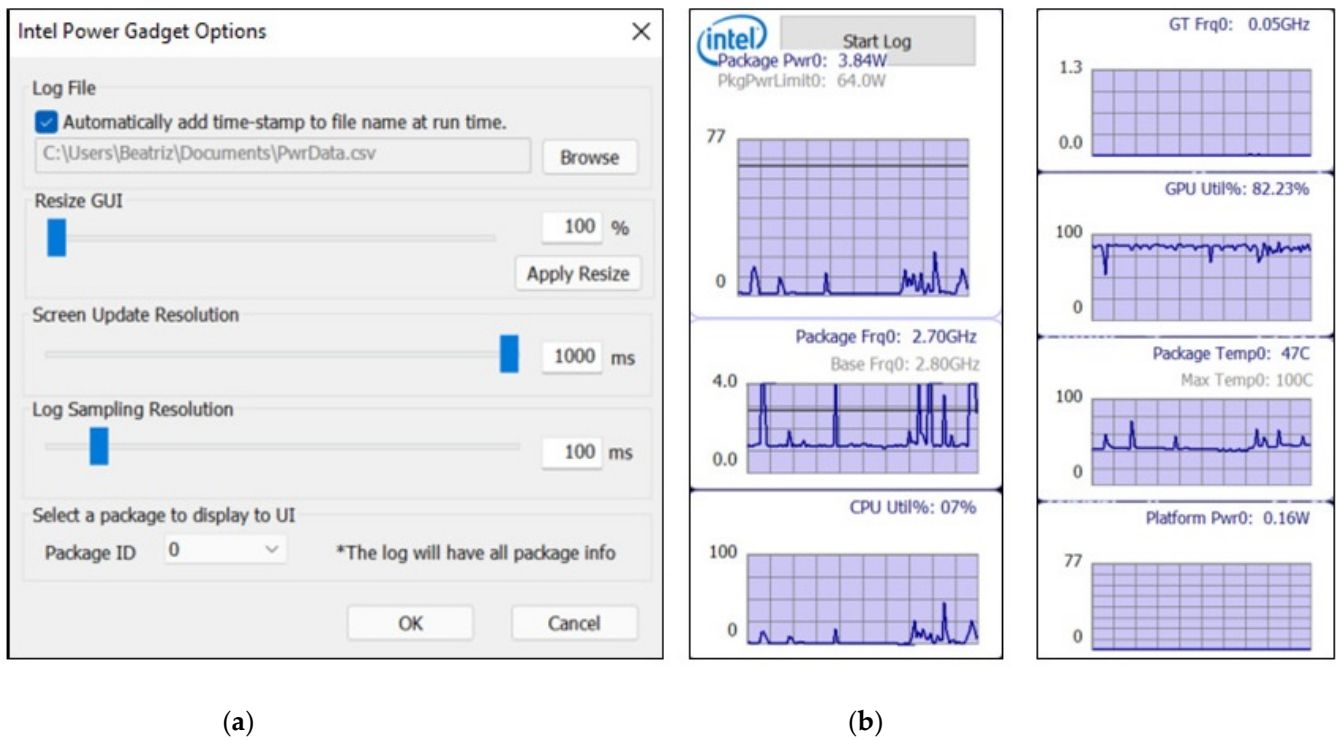 Intel Power Gadget Options
Log File
Automatically add time-stamp to file name at run time.
C:\Users\Beatriz\Documents\PwrData.csv
Browse
Resize GUI
100 %
Apply Resize
Screen Update Resolution
1000 ms
Log Sampling Resolution
100 ms
Select a package to display to UI
Package ID 0 *The log will have all package info
OK Cancel
(a)
intel Start Log
Package Pwr0: 3.84W
PkgPwrLimit0: 64.0W
77
0
Package Frq0: 2.70GHz
Base Frq0: 2.80GHz
4.0
0.0
CPU Util%: 07%
100
0
GT Frq0: 0.05GHz
1.3
0.0
GPU Util%: 82.23%
100
0
Package Temp0: 47C
Max Temp0: 100C
100
0
Platform Pwr0: 0.16W
77
0
(b)